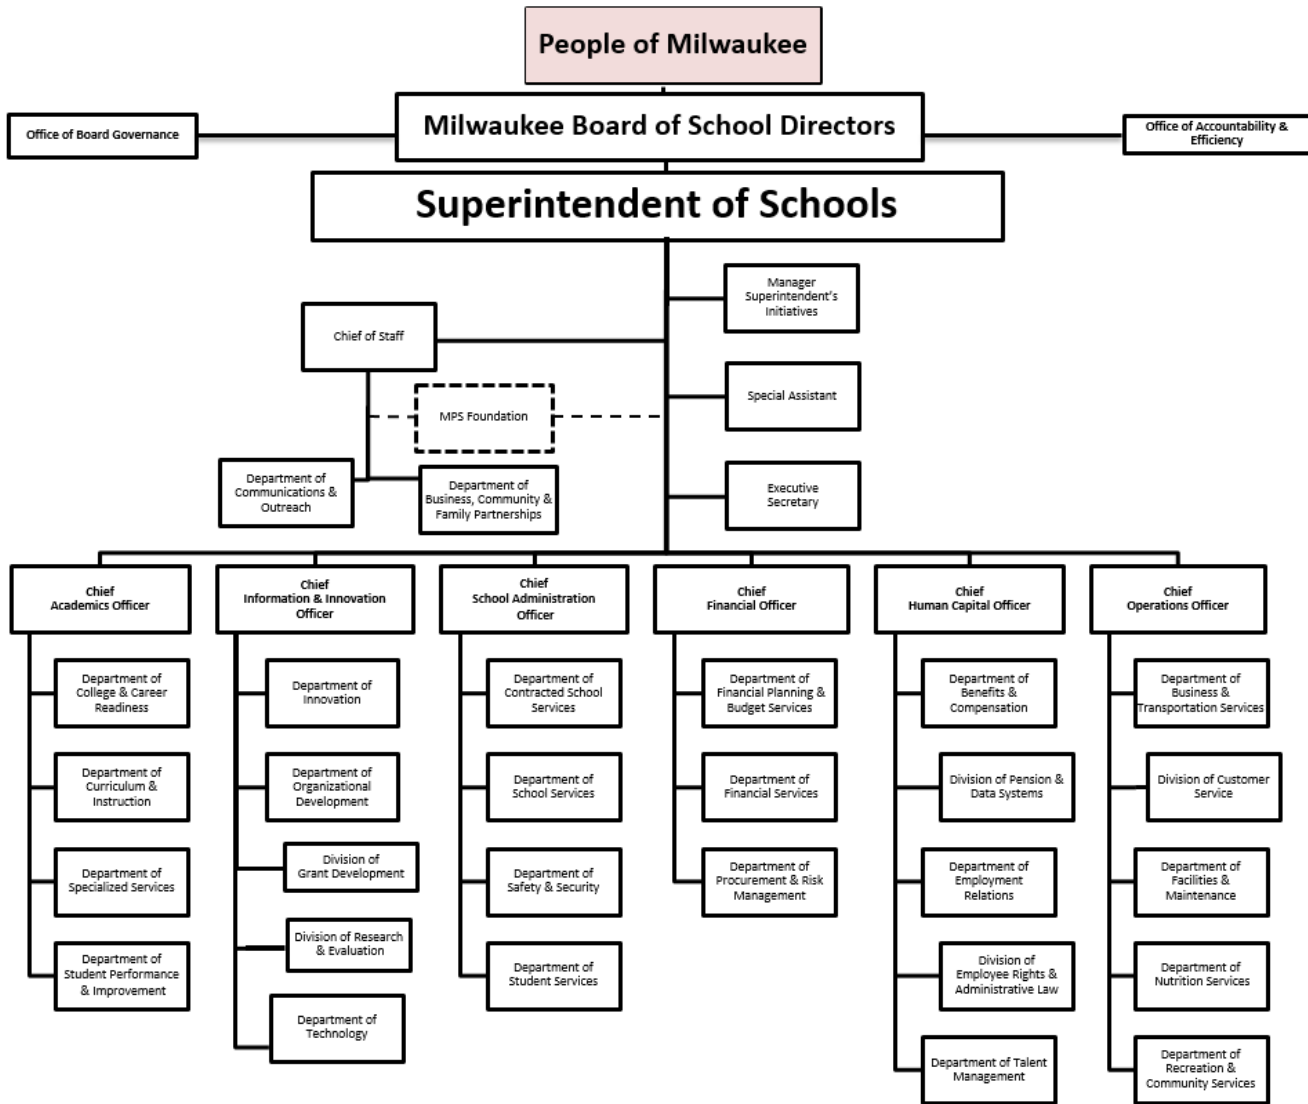 People of Milwaukee
Milwaukee Board of School Directors
Office of Board Governance
Office of Accountability &
Efficiency
Superintendent of Schools
Manager
Superintendent's
Initiatives
Chief of Staff
Special Assistant
MPS Foundation
Department of
Communications &
Outreach
Department of
Business, Community &
Family Partnerships
Executive
Secretary
Chief
Academics Officer
Chief
Information & Innovation
Officer
Chief
School Administration
Officer
Chief
Financial Officer
Chief
Human Capital Officer
Chief
Operations Officer
Department of
College & Career
Readiness
Department of
Curriculum &
Instruction
Department of
Specialized Services
Department of
Student Performance
& Improvement
Department of
Innovation
Department of
Organizational
Development
Division of
Grant Development
Division of Research
& Evaluation
Department of
Technology
Department of
Contracted School
Services
Department of
School Services
Department of
Safety & Security
Department of
Student Services
Department of
Financial Planning &
Budget Services
Department of
Financial Services
Department of
Procurement & Risk
Management
Department of
Benefits &
Compensation
Division of Pension &
Data Systems
Department of
Employment
Relations
Division of
Employee Rights &
Administrative Law
Department of Talent
Management
Department of
Business &
Transportation Services
Division of Customer
Service
Department of
Facilities &
Maintenance
Department of
Nutrition Services
Department of
Recreation &
Community Services